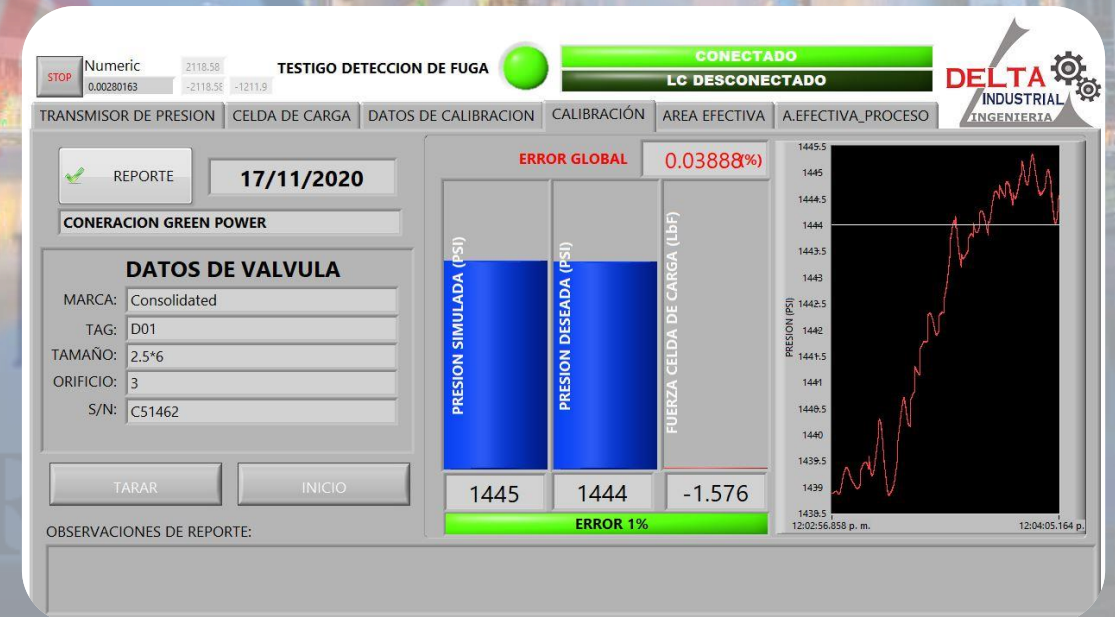 CONECTADO
LC DESCONECTADO
STOP
Numeric
0.00280163
2118.58
-2118.58
-1211.9
TESTIGO DETECCION DE FUGA
DELTA
INDUSTRIAL
INGENIERIA
TRANSMISOR DE PRESION
CELDA DE CARGA
DATOS DE CALIBRACION
CALIBRACIÓN
AREA EFECTIVA
A.EFECTIVA_PROCESO
REPORTE
17/11/2020
CONERACION GREEN POWER
DATOS DE VALVULA
MARCA: Consolidated
TAG: D01
TAMAÑO: 2.5*6
ORIFICIO: 3
S/N: C51462
TARAR
INICIO
OBSERVACIONES DE REPORTE:
ERROR GLOBAL
0.03888(%)
PRESION SIMULADA (PSI)
PRESION DESEADA (PSI)
FUERZA CELDA DE CARGA (LbF)
1445
1444
-1.576
ERROR 1%
PRESION (PSI)
1445.5
1445
1444.5
1444
1443.5
1443
1442.5
1442
1441.5
1441
1440.5
1440
1439.5
1439
1438.5
12:02:56.858 p. m.
12:04:05.164 p.